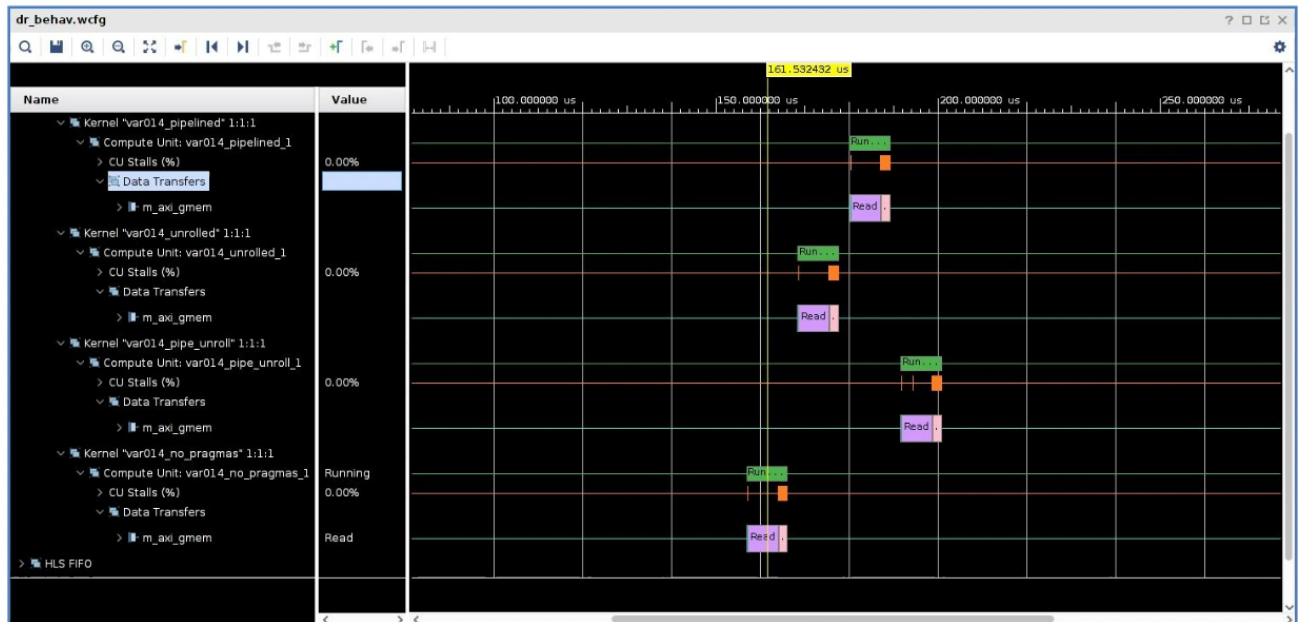 dr_behav.wcfg
161.532432 us
Name Value 100.000000 us 150.000000 us 200.000000 us 250.000000 us
Kernel "var014_pipelined" 1:1:1
Compute Unit: var014_pipelined_1 Run...
CU Stalls (%) 0.00%
Data Transfers
m_axi_gmem Read .
Kernel "var014_unrolled" 1:1:1
Compute Unit: var014_unrolled_1 Run...
CU Stalls (%) 0.00%
Data Transfers
m_axi_gmem Read .
Kernel "var014_pipe_unroll" 1:1:1
Compute Unit: var014_pipe_unroll_1 Run...
CU Stalls (%) 0.00%
Data Transfers
m_axi_gmem Read .
Kernel "var014_no_pragmas" 1:1:1
Compute Unit: var014_no_pragmas_1 Running Run...
CU Stalls (%) 0.00%
Data Transfers
m_axi_gmem Read Read .
HLS FIFO